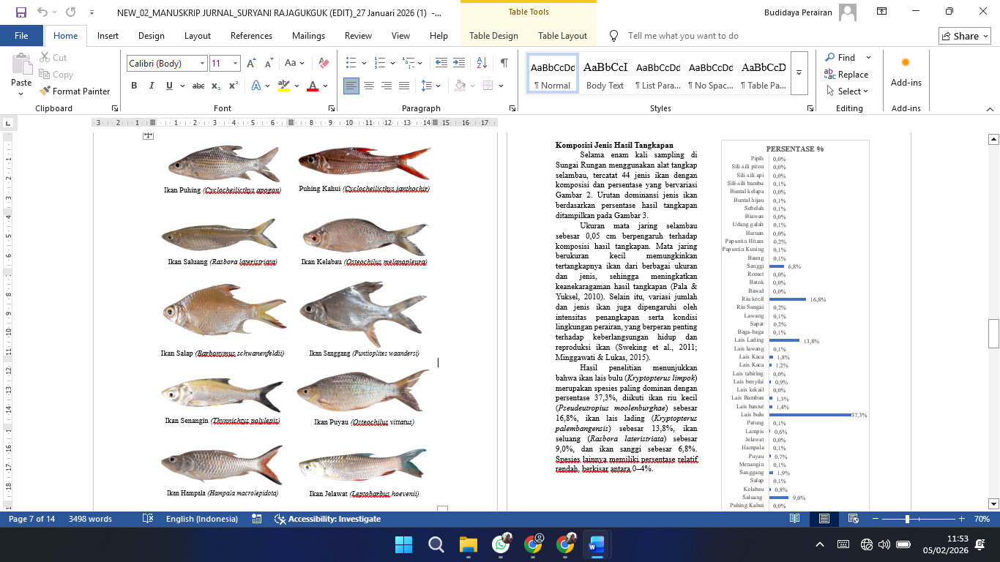 NEW_02_MANUSKRIP JURNAL_SURYANI RAJAGUKGUK (EDIT)_27 Januari 2026 (1) -...
Table Tools
Budidaya Perairan
File
Home
Insert
Design
Layout
References
Mailings
Review
View
Help
Table Design
Table Layout
Tell me what you want to do
Share
Paste
Cut
Copy
Format Painter
Clipboard
Calibri (Body)
11
Font
Paragraph
AaBbCcDd
¶ Normal
AaBbCcI
Body Text
AaBbCcDd
¶ List Para...
AaBbCcDd
¶ No Spac...
AaBbCcD
¶ Table Pa...
Styles
Find
Replace
Select
Editing
Add-ins
Add-ins
Ikan Puhing (Cyclocheilicthys apogon)
Puhing Kahui (Cyclocheilicthys janthochir)
Ikan Saluang (Rasbora lateristriata)
Ikan Kelabau (Osteochilus melanopleura)
Ikan Salap (Barbonymus schwanenfeldii)
Ikan Sanggang (Puntioplites waandersi)
Ikan Senangin (Thynnichtys polylepis)
Ikan Puyau (Osteochilus vittatus)
Ikan Hampala (Hampala macrolepidota)
Ikan Jelawat (Leptobarbus hoevenii)
Komposisi Jenis Hasil Tangkapan
Selama enam kali sampling di
Sungai Rungan menggunakan alat tangkap
selambau, tercatat 44 jenis ikan dengan
komposisi dan persentase yang bervariasi
Gambar 2. Urutan dominansi jenis ikan
berdasarkan persentase hasil tangkapan
ditampilkan pada Gambar 3.
Ukuran mata jaring selambau
sebesar 0,05 cm berpengaruh terhadap
komposisi hasil tangkapan. Mata jaring
berukuran kecil memungkinkan
tertangkapnya ikan dari berbagai ukuran
dan jenis, sehingga meningkatkan
keanekaragaman hasil tangkapan (Pala &
Yuksel, 2010). Selain itu, variasi jumlah
dan jenis ikan juga dipengaruhi oleh
intensitas penangkapan serta kondisi
lingkungan perairan, yang berperan penting
terhadap keberlangsungan hidup dan
reproduksi ikan (Sweking et al., 2011;
Minggawati & Lukas, 2015).
Hasil penelitian menunjukkan
bahwa ikan lais bulu (Kryptopterus limpok)
merupakan spesies paling dominan dengan
persentase 37,3%, diikuti ikan riu kecil
(Pseudeutropius moolenburghae) sebesar
16,8%, ikan lais lading (Kryptopterus
palembangensis) sebesar 13,8%, ikan
seluang (Rasbora lateristriata) sebesar
9,0%, dan ikan sanggi sebesar 6,8%.
Spesies lainnya memiliki persentase relatif
rendah, berkisar antara 0–4%.
PERSENTASE %
Pipih 0,0%
Sili-sili piton 0,0%
Sili-sili api 0,0%
Sili-sili bambu 0,1%
Buntal kelapa 0,0%
Buntal hijau 0,1%
Sebelah 0,1%
Biawan 0,0%
Udang galah 0,1%
Haruan 0,0%
Papuntin Hitam 0,2%
Papuntin Kuning 0,1%
Baung 0,1%
Sanggi 6,8%
Romet 0,0%
Batok 0,0%
Bawal 0,0%
Riu kecil 16,8%
Riu Sungai 0,2%
Lawang 0,1%
Sapat 0,2%
Baga-baga 0,1%
Lais Lading 13,8%
Lais lawang 0,1%
Lais Kaca 1,8%
Lais Kaca 1,2%
Lais tabiring 0,0%
Lais benyihi 0,9%
Lais kekail 0,0%
Lais Bamban 1,3%
Lais bantut 1,4%
Lais bulu 37,3%
Patung 0,1%
Lampis 0,6%
Jelawat 0,0%
Hampala 0,1%
Puyau 0,7%
Menangin 0,1%
Sanggang 1,9%
Salap 0,1%
Kelabau 0,8%
Saluang 9,0%
Puhing Kahui 0,0%
Page 7 of 14
3498 words
English (Indonesia)
Accessibility: Investigate
70%
11:53
05/02/2026